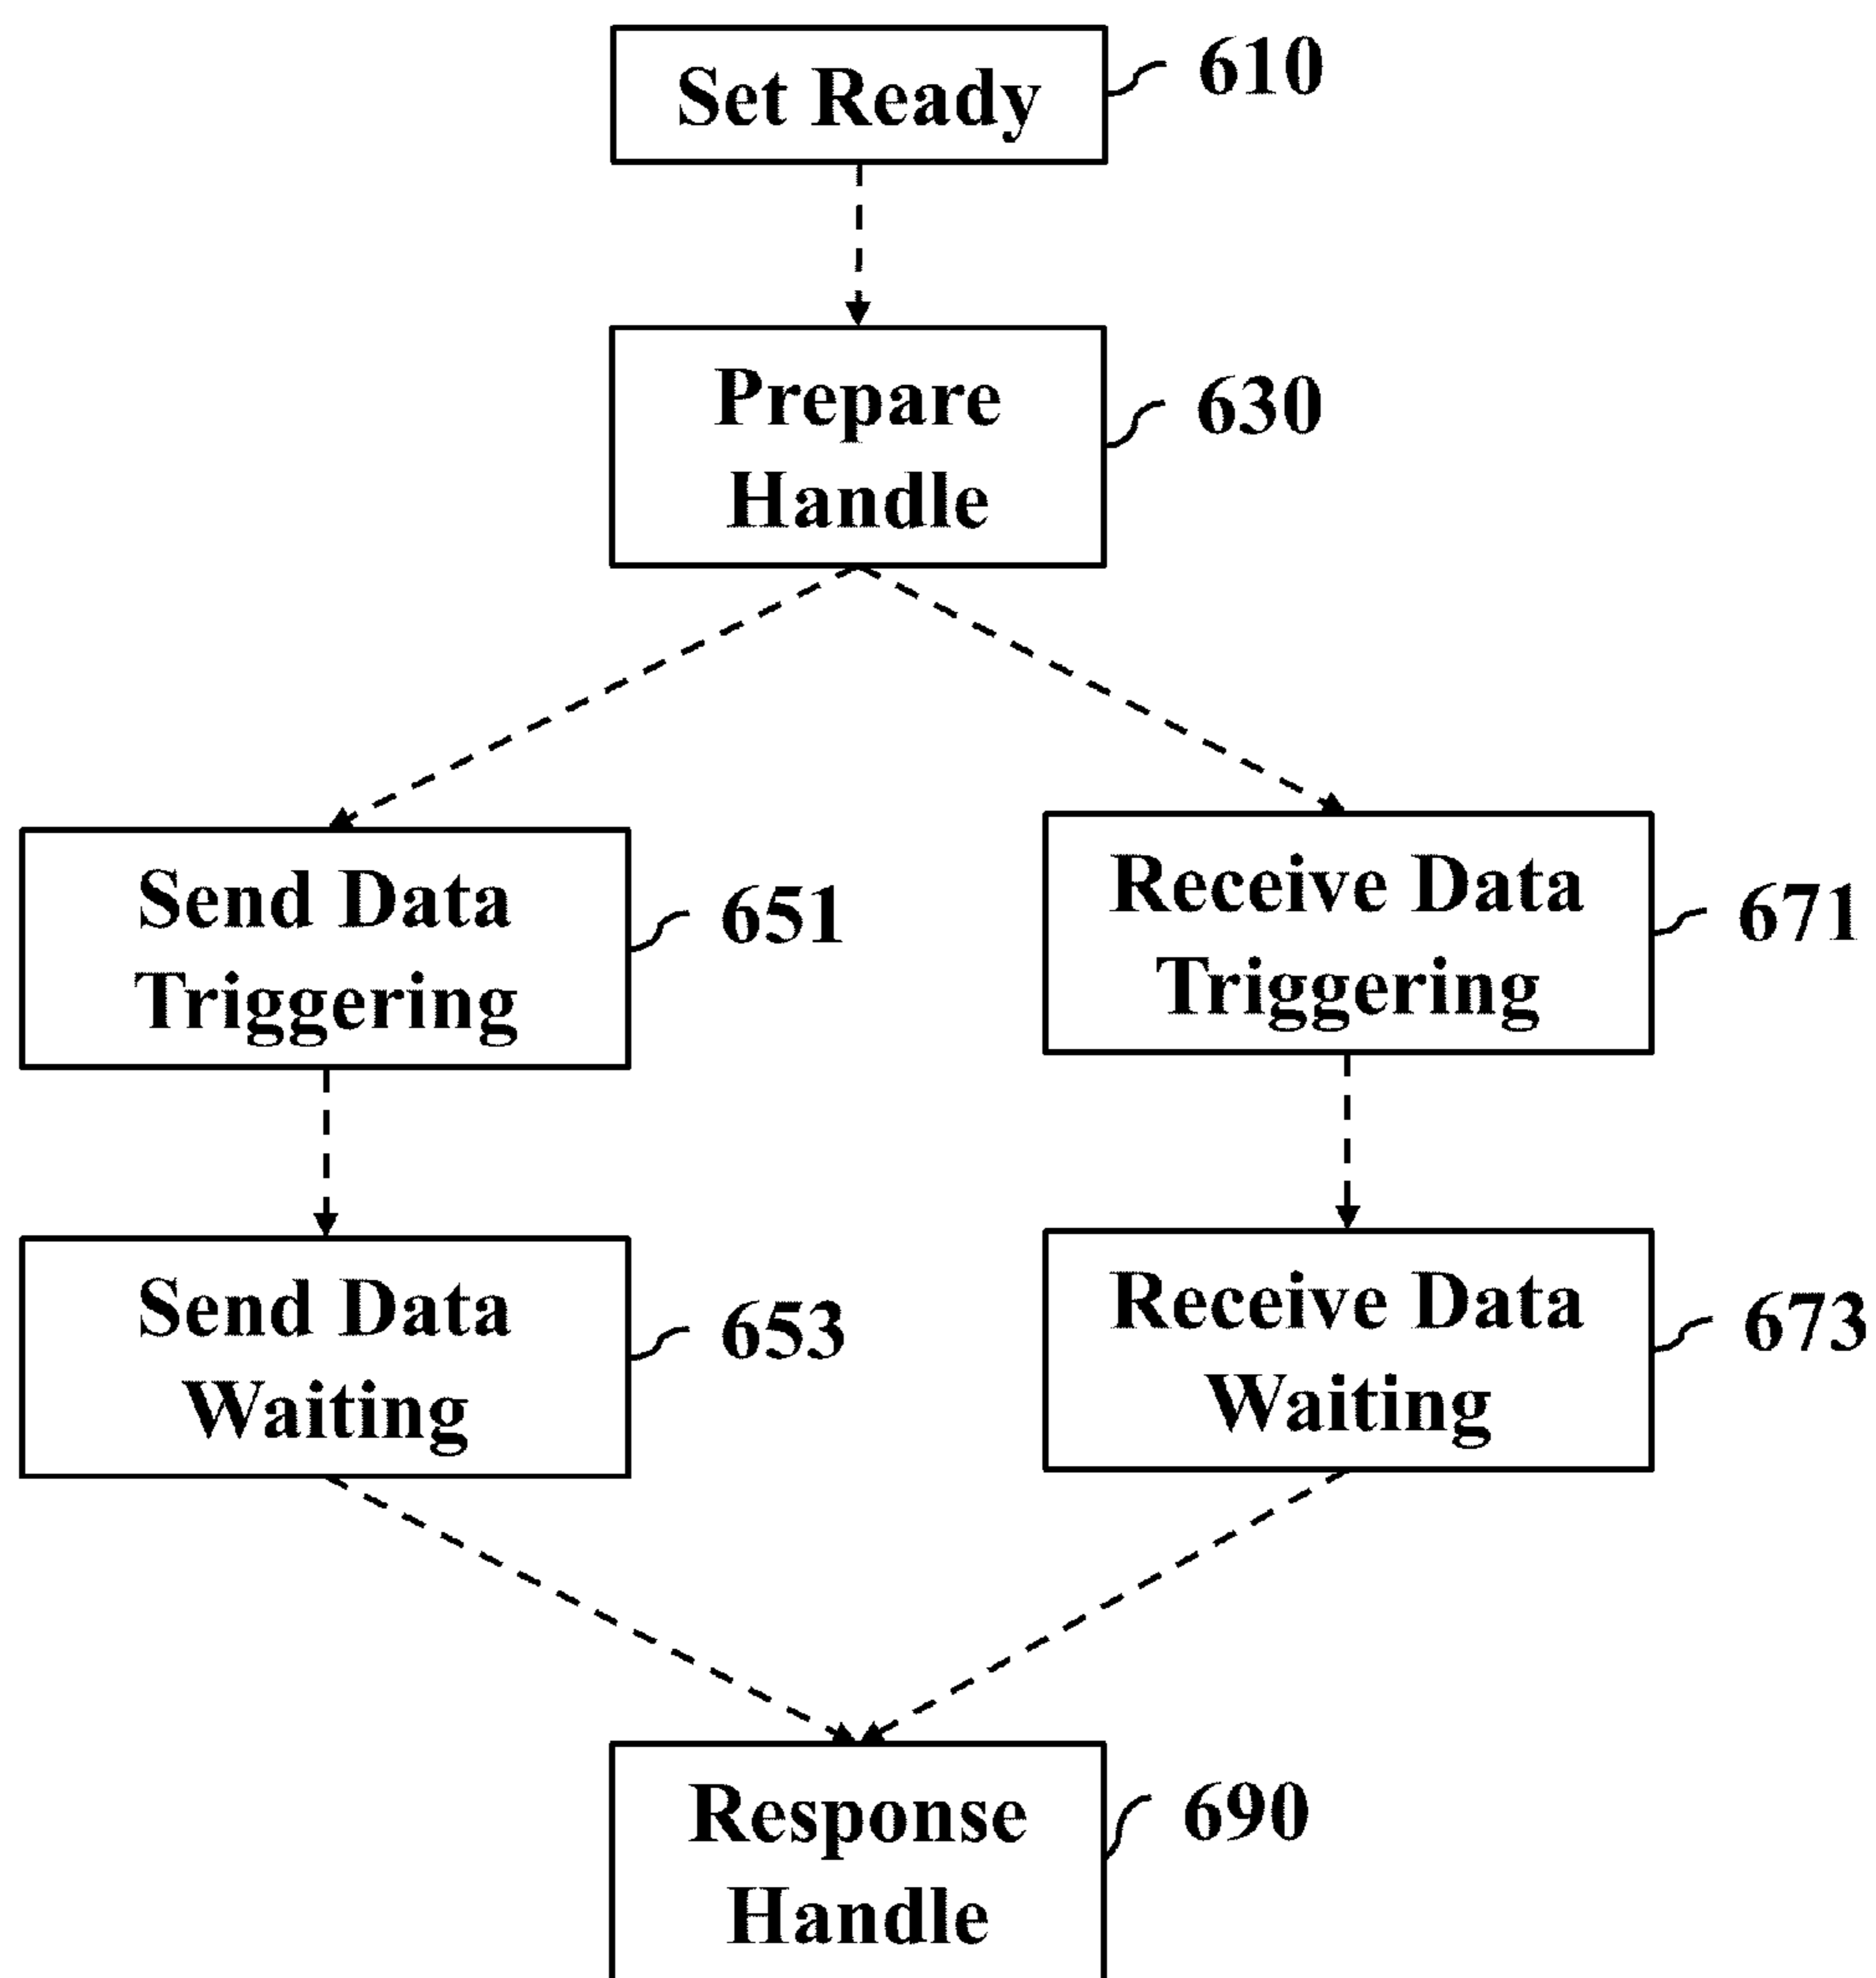 Set Ready
610
Prepare
Handle
630
Send Data
Triggering
651
Receive Data
Triggering
671
Send Data
Waiting
653
Receive Data
Waiting
673
Response
Handle
690